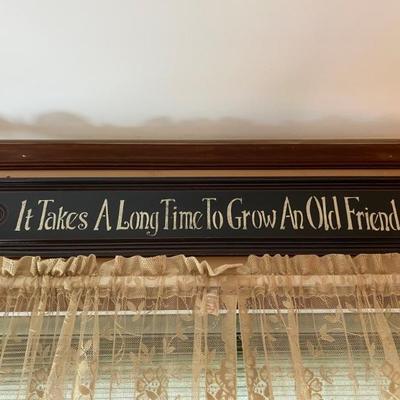 It Takes A Long Time To Grow An Old Friend